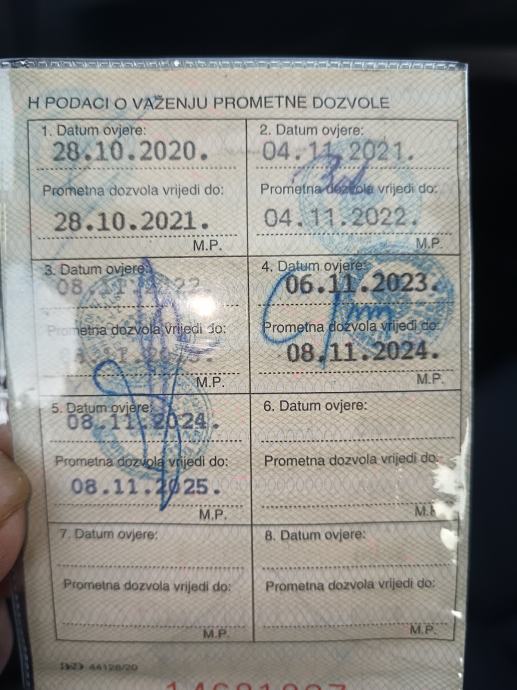 H PODACI O VAŽENJU PROMETNE DOZVOLE
1. Datum ovjere:
28.10.2020.
Prometna dozvola vrijedi do:
28.10.2021.
M.P.
2. Datum ovjere:
04.11.2021.
Prometna dozvola vrijedi do:
04.11.2022.
M.P.
3. Datum ovjere:
Prometna dozvola vrijedi do:
M.P.
4. Datum ovjere:
06.11.2023.
Prometna dozvola vrijedi do:
08.11.2024.
M.P.
5. Datum ovjere:
08.11.2024.
Prometna dozvola vrijedi do:
08.11.2025.
M.P.
6. Datum ovjere:
Prometna dozvola vrijedi do:
7. Datum ovjere:
Prometna dozvola vrijedi do:
M.P.
8. Datum ovjere:
Prometna dozvola vrijedi do:
M.P.
44128/20